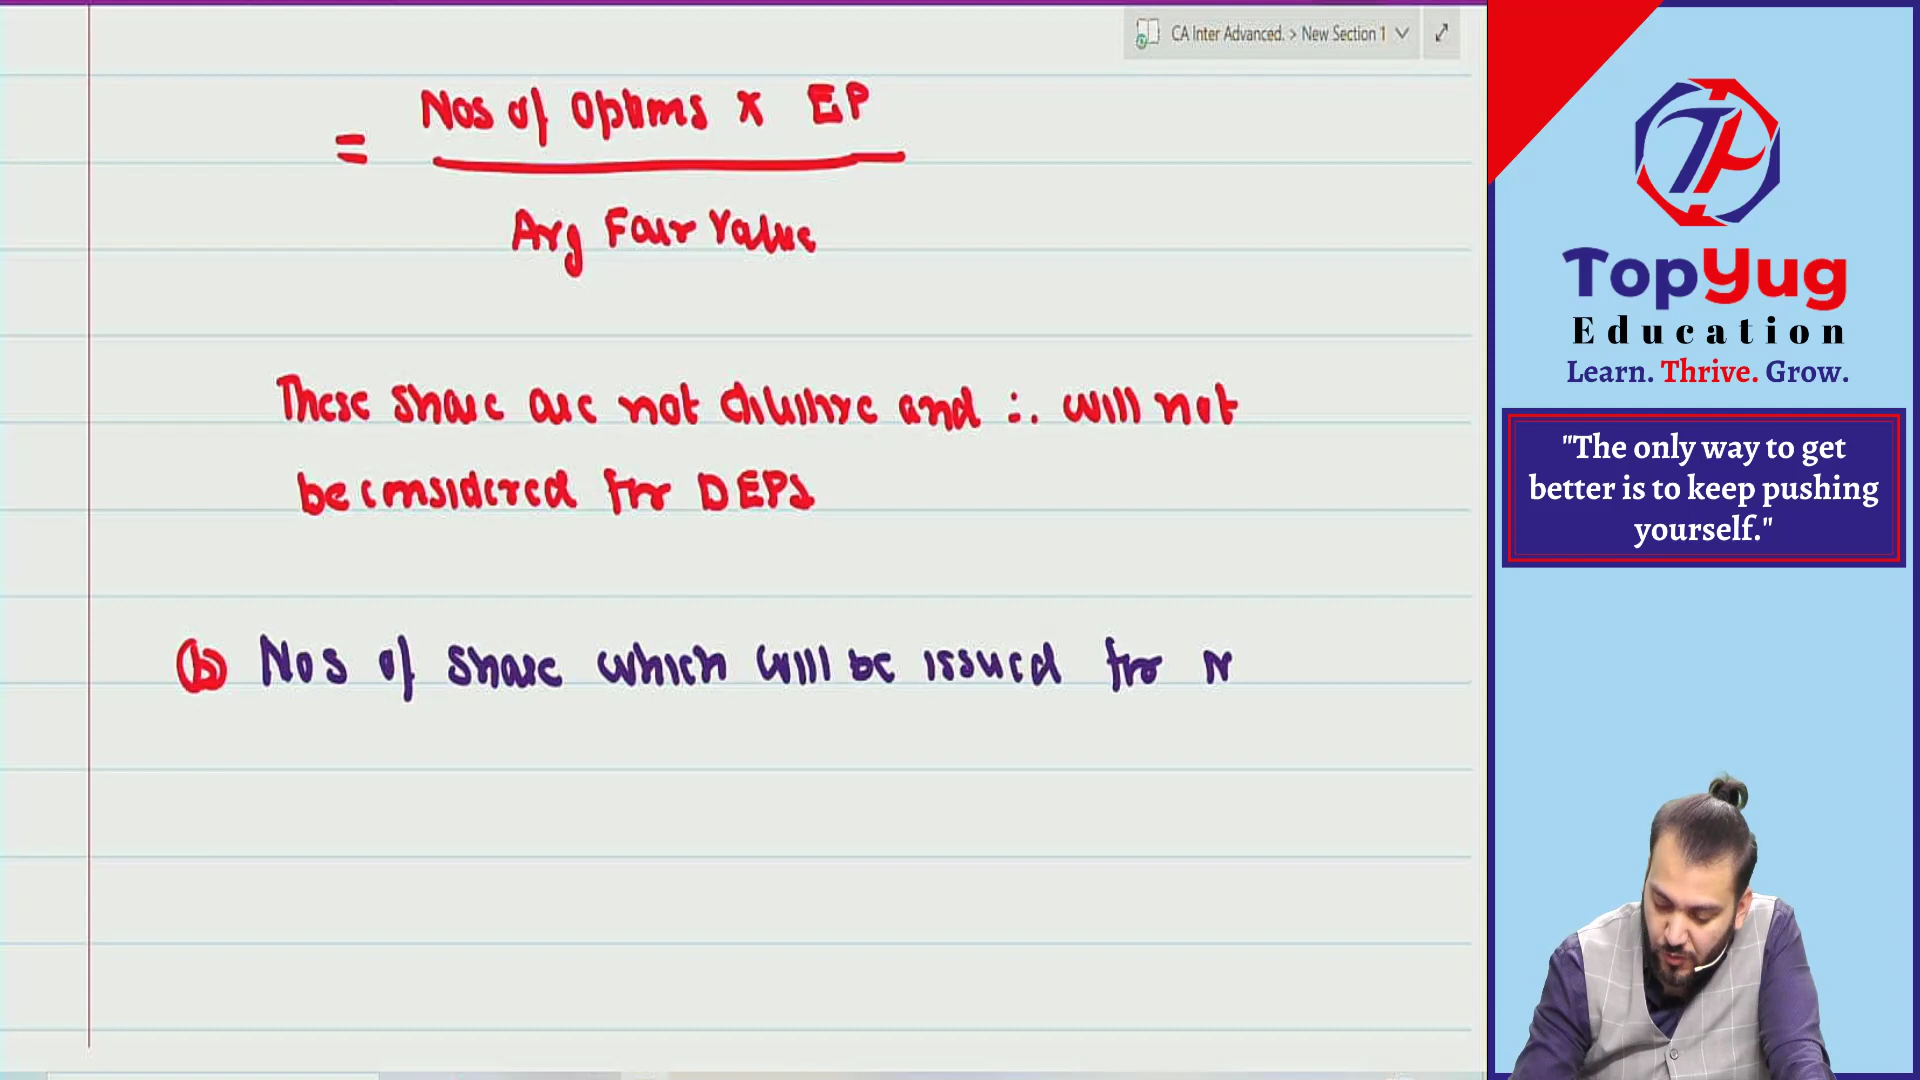 CA Inter Advanced. > New Section 1
Nos of options x EP
=
Avg Fair Value
These share are not dilutive and ∴ will not
be considered for DEPS
(b) Nos of share which will be issued for N
TopYug
Education
Learn. Thrive. Grow.
"The only way to get
better is to keep pushing
yourself."